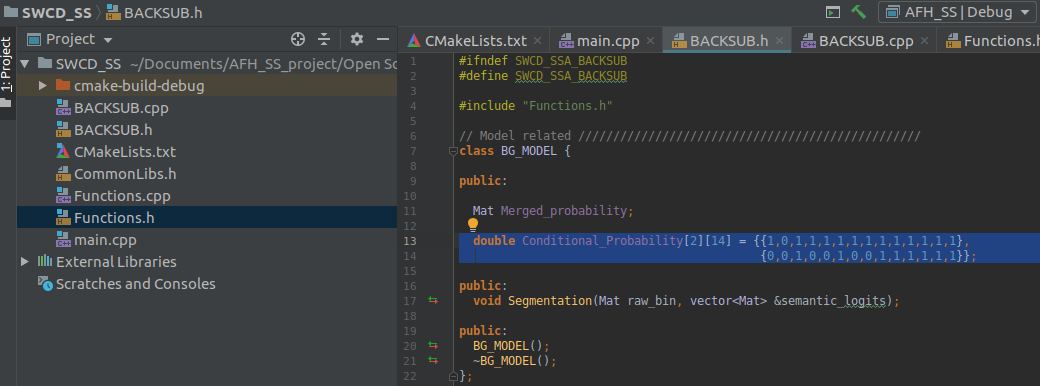 SWCD_SS BACKSUB.h AFH_SS | Debug
1: Project
Project
SWCD_SS ~/Documents/AFH_SS_project/Open Sc
cmake-build-debug
BACKSUB.cpp
BACKSUB.h
CMakeLists.txt
CommonLibs.h
Functions.cpp
Functions.h
main.cpp
External Libraries
Scratches and Consoles
CMakeLists.txt main.cpp BACKSUB.h BACKSUB.cpp Functions.h
1 #ifndef SWCD_SSA_BACKSUB
2 #define SWCD_SSA_BACKSUB
3
4 #include "Functions.h"
5
6 // Model related /////////////////////////////////////////////////
7 class BG_MODEL {
8
9 public:
10
11 Mat Merged_probability;
12
13 double Conditional_Probability[2][14] = {{1,0,1,1,1,1,1,1,1,1,1,1,1,1},
14 {0,0,1,0,0,1,0,0,1,1,1,1,1,1}};
15
16 public:
17 void Segmentation(Mat raw_bin, vector<Mat> &semantic_logits);
18
19 public:
20 BG_MODEL();
21 ~BG_MODEL();
22 };